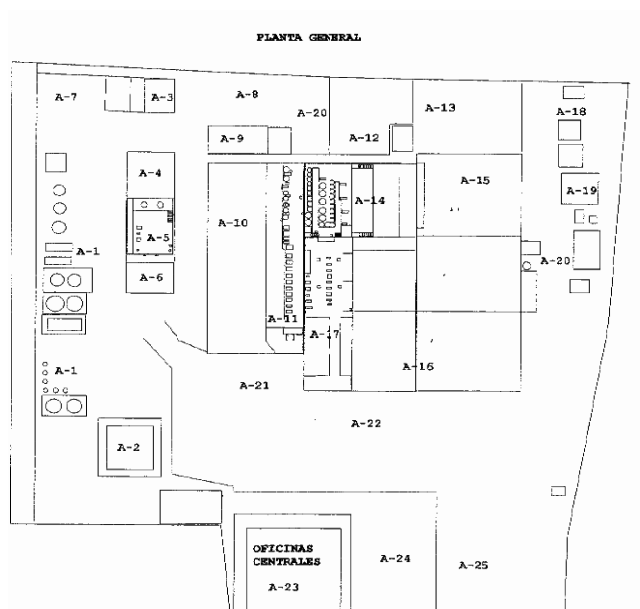 PLANTA GENERAL
A-7
A-3
A-8
A-20
A-13
A-18
A-9
A-12
A-4
A-15
A-19
A-10
A-14
A-5
A-1
A-20
A-6
A-11
A-17
A-1
A-16
A-21
A-22
A-2
OFICINAS
CENTRALES
A-23
A-24
A-25